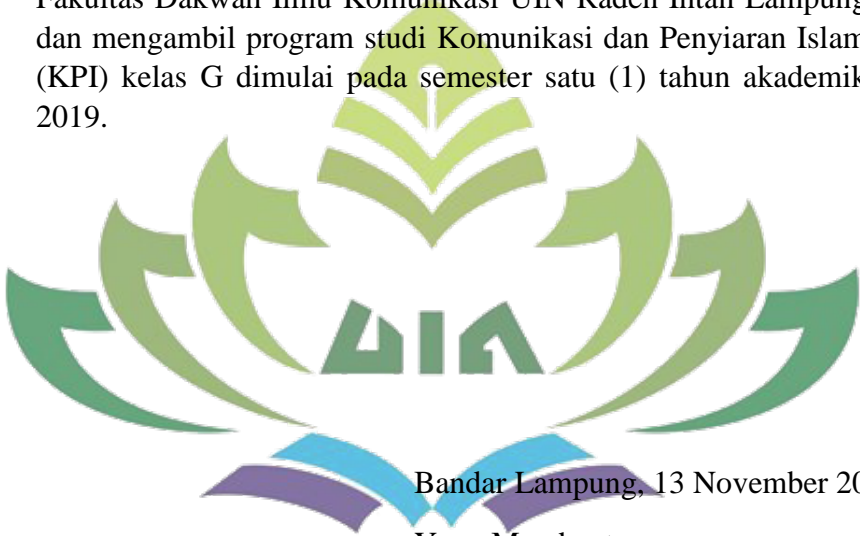 Fakultas Dakwah Ilmu Komunikasi UIN Raden Intan Lampung
dan mengambil program studi Komunikasi dan Penyiaran Islam
(KPI) kelas G dimulai pada semester satu (1) tahun akademik
2019.
UIN
Bandar Lampung, 13 November 20